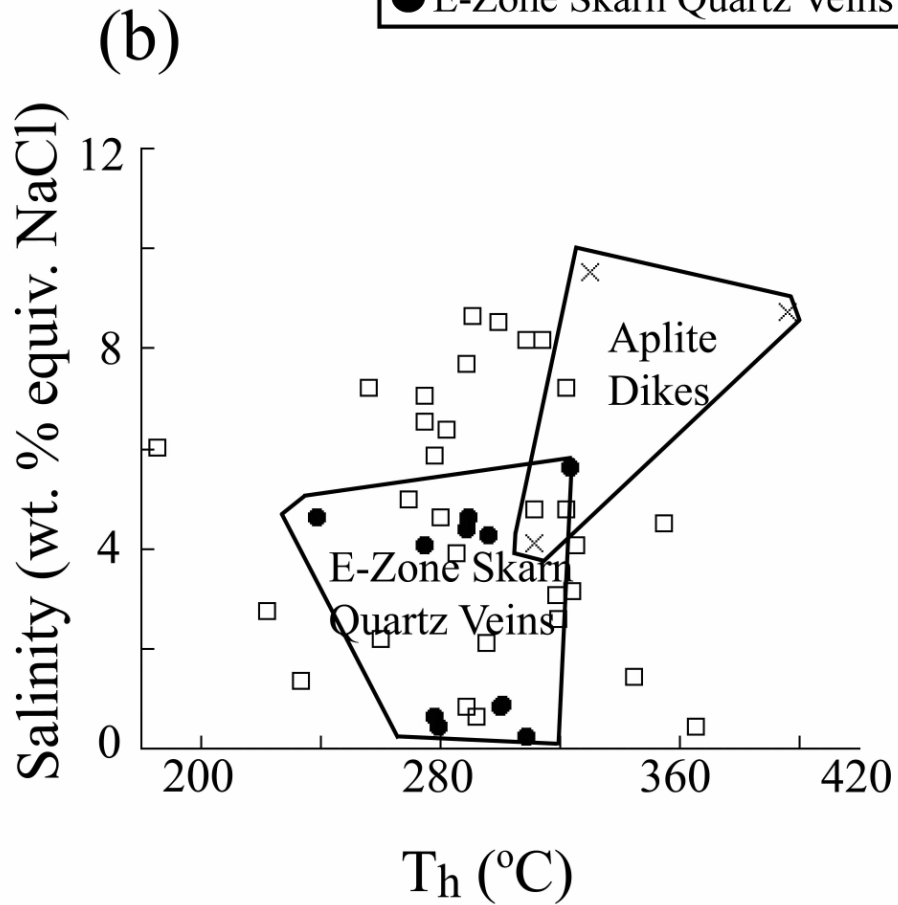 E-Zone Skarn Quartz Veins
(b)
Salinity (wt. % equiv. NaCl)
12
8
4
0
Aplite
Dikes
E-Zone Skarn
Quartz Veins
200
280
360
420
Th (ºC)